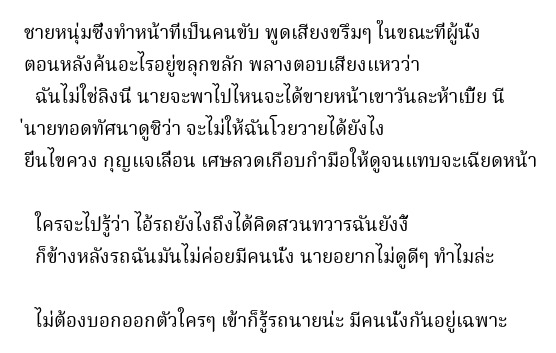 ชายหนุ่มซึ่งทำหน้าที่เป็นคนขับ พูดเสียงขรึมๆ ในขณะที่ผู้นั่ง
ตอนหลังค้นอะไรอยู่ขลุกขลัก พลางตอบเสียงแหวว่า
ฉันไม่ใช่ลิงนี่ นายจะพาไปไหนจะได้ขายหน้าเขาวันละห้าเบี้ย นี่
นายทอดทัศนาดูซิว่า จะไม่ให้ฉันโวยวายได้ยังไง
ยื่นไขควง กุญแจเลื่อน เศษลวดเกือบกำมือให้ดูจนแทบจะเฉียดหน้า
ใครจะไปรู้ว่า ไอ้รถยังไงถึงได้คิดสวนทวารฉันยังงี้
ก็ข้างหลังรถฉันมันไม่ค่อยมีคนนั่ง นายอยากไม่ดูดีๆ ทำไมล่ะ
ไม่ต้องบอกออกตัวใครๆ เข้าก็รู้รถนายน่ะ มีคนนั่งกันอยู่เฉพาะ